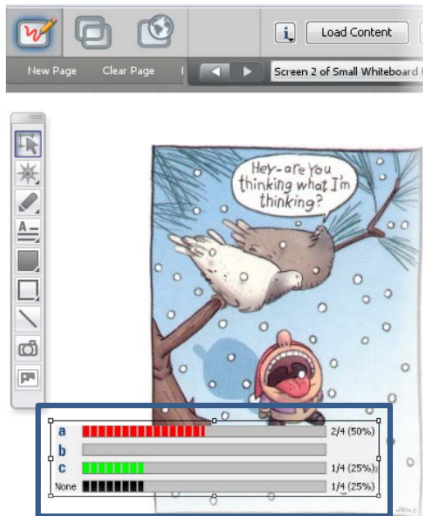 Load Content
New Page Clear Page
Screen 2 of Small Whiteboard
Hey-are You
thinking what I'm
thinking?
a 2/4 (50%)
b
c 1/4 (25%)
None 1/4 (25%)